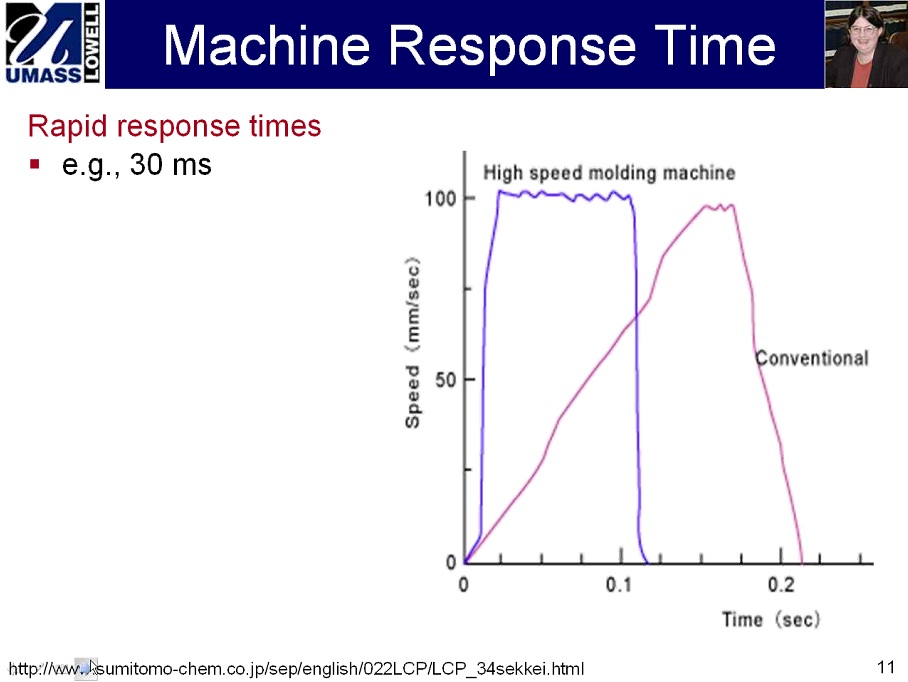 UMASS
LOWELL
Machine Response Time
Rapid response times
▪ e.g., 30 ms
High speed molding machine
100
50
0
Speed (mm/sec)
Conventional
0
0.1
0.2
Time (sec)
sumitomo-chem.co.jp/sep/english/022LCP/LCP_34sekkei.html
11